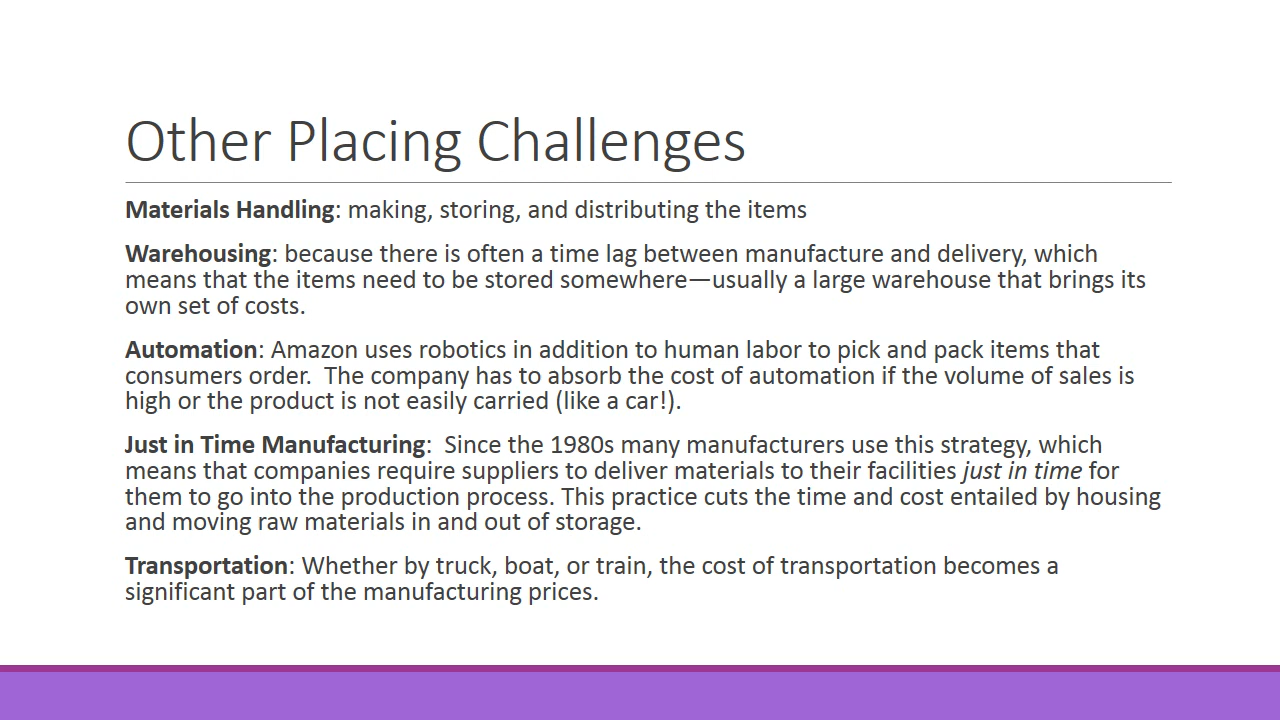 Other Placing Challenges
Materials Handling: making, storing, and distributing the items
Warehousing: because there is often a time lag between manufacture and delivery, which
means that the items need to be stored somewhere—usually a large warehouse that brings its
own set of costs.
Automation: Amazon uses robotics in addition to human labor to pick and pack items that
consumers order.  The company has to absorb the cost of automation if the volume of sales is
high or the product is not easily carried (like a car!).
Just in Time Manufacturing:  Since the 1980s many manufacturers use this strategy, which
means that companies require suppliers to deliver materials to their facilities just in time for
them to go into the production process. This practice cuts the time and cost entailed by housing
and moving raw materials in and out of storage.
Transportation: Whether by truck, boat, or train, the cost of transportation becomes a
significant part of the manufacturing prices.